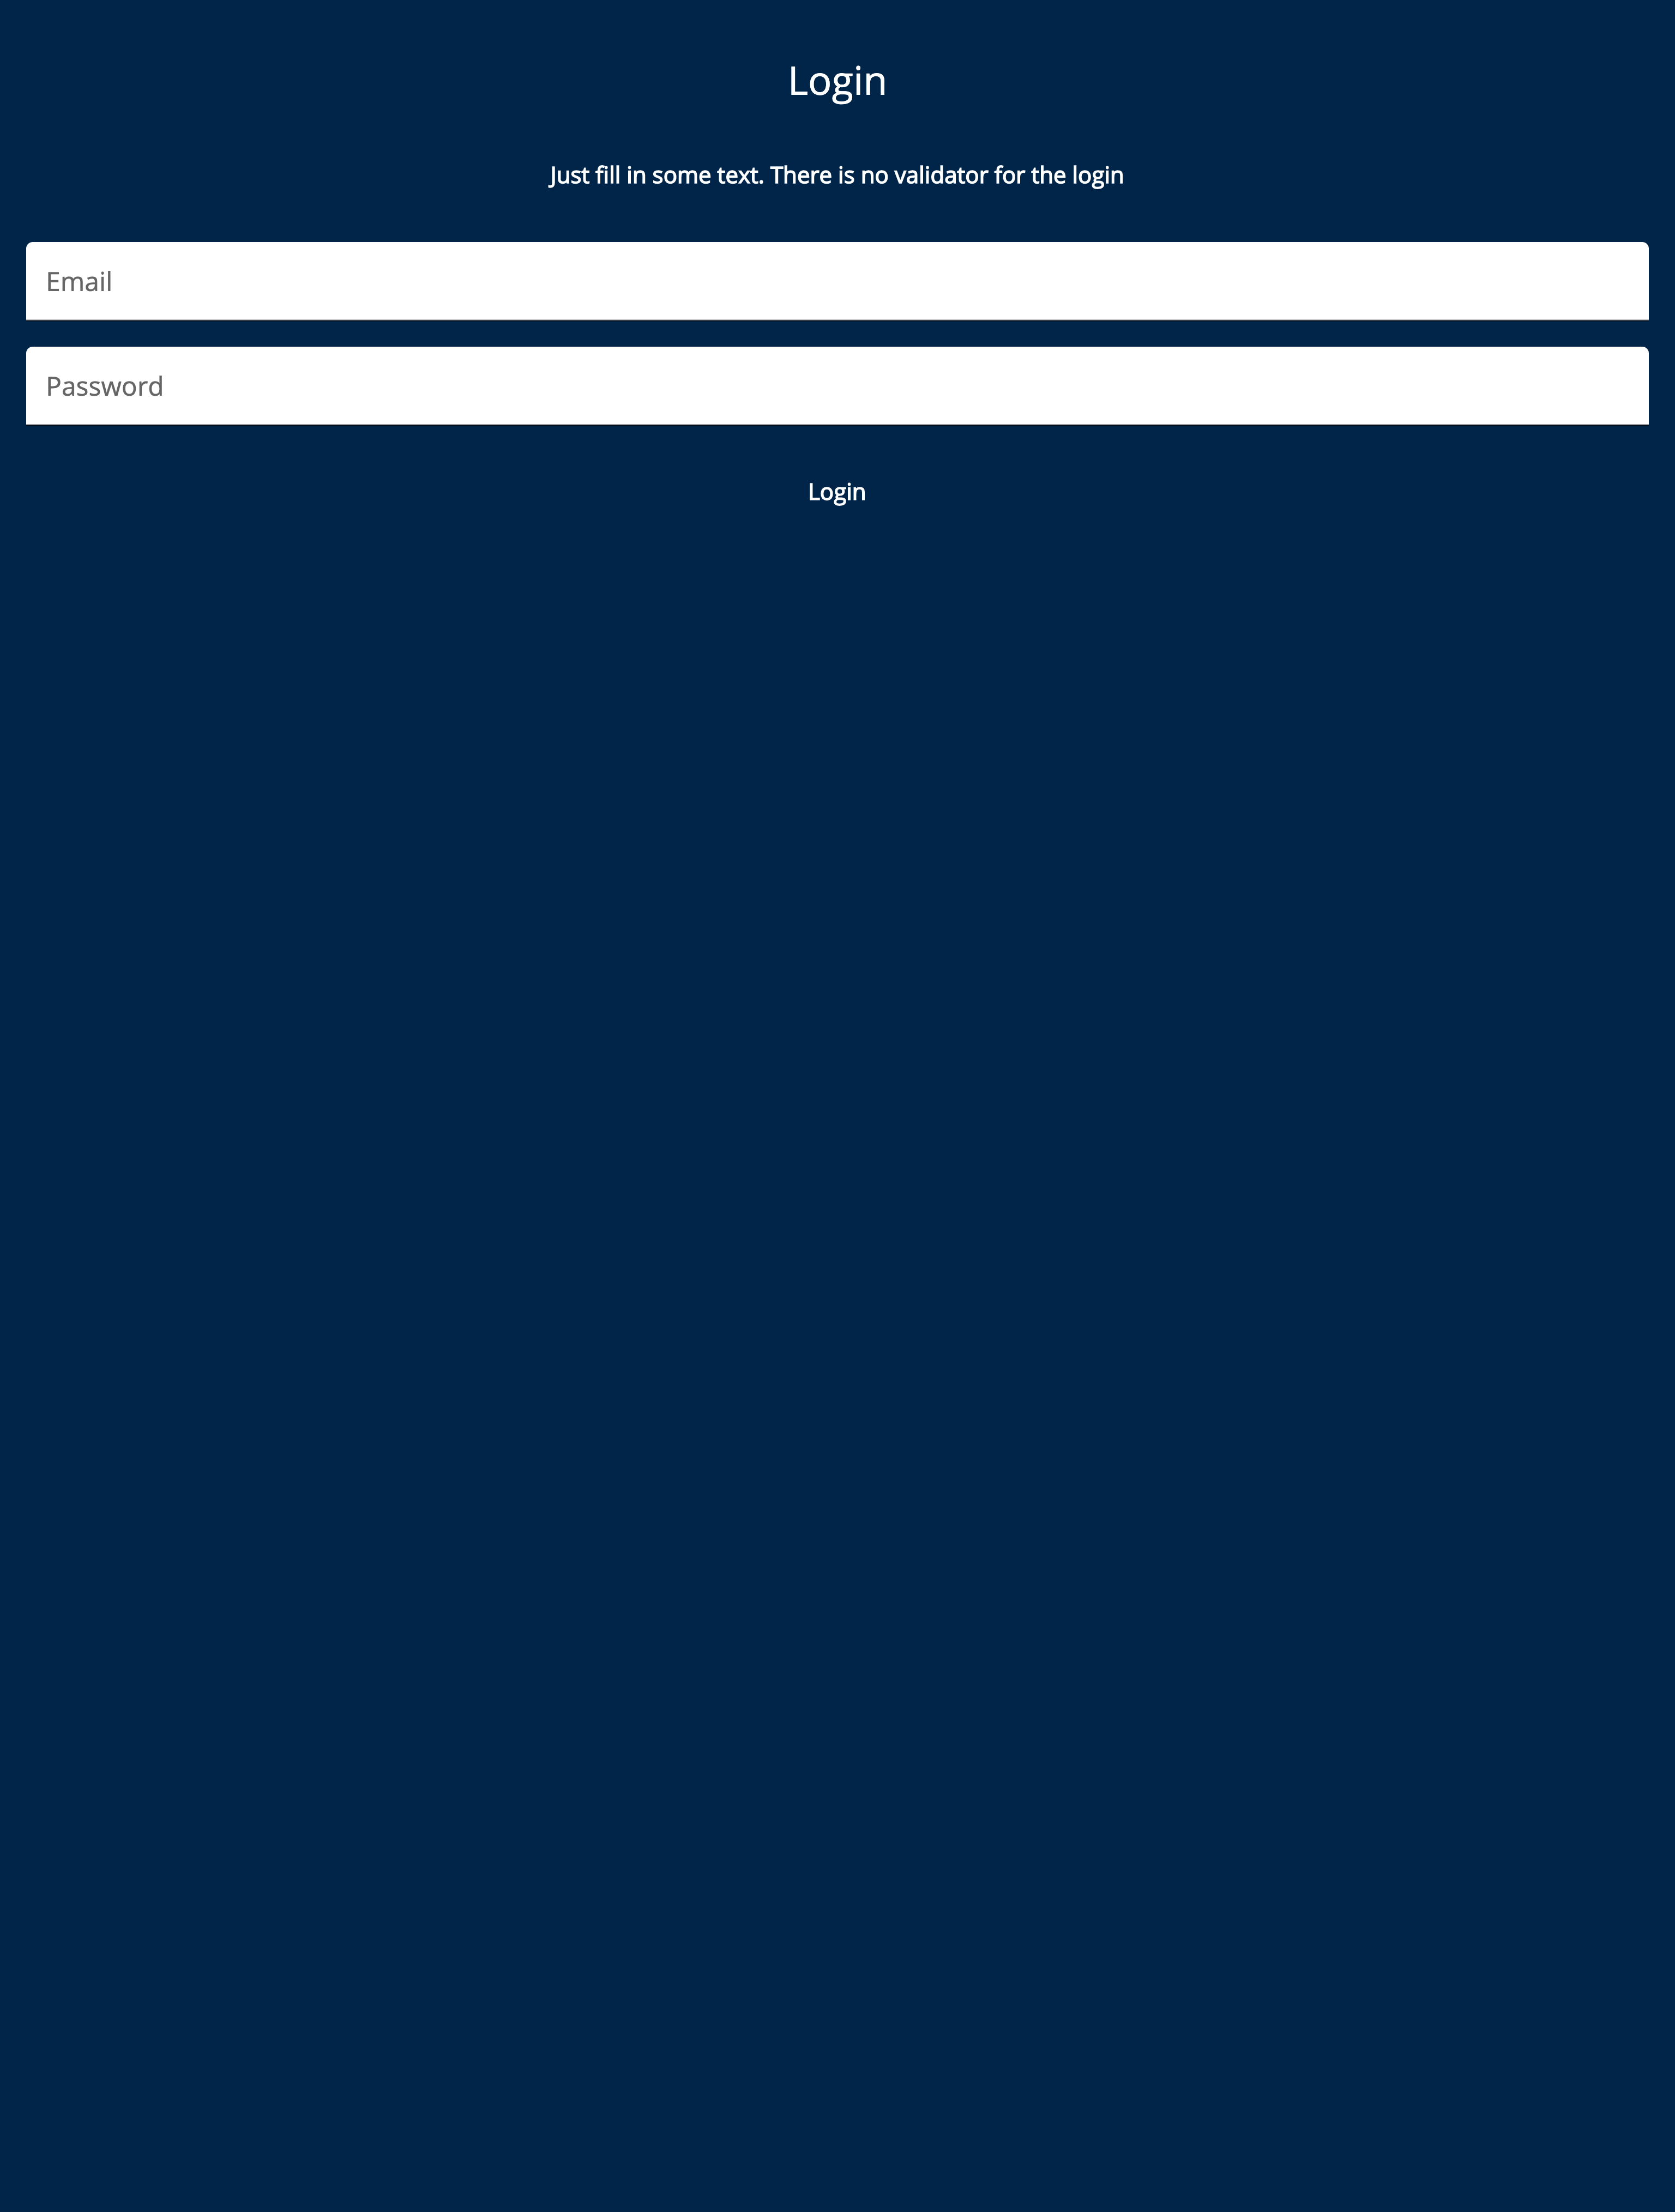 Login
Just fill in some text. There is no validator for the login
Email
Password
Login